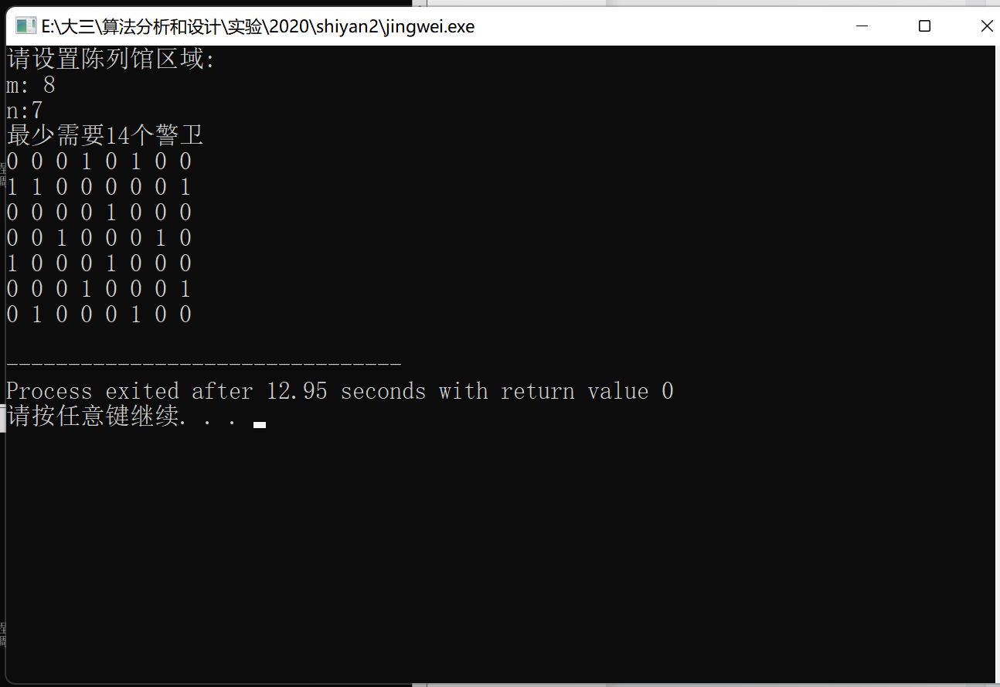 E:\大三\算法分析和设计\实验\2020\shiyan2\jingwei.exe
请设置陈列馆区域:
m: 8
n:7
最少需要14个警卫
0 0 0 1 0 1 0 0
1 1 0 0 0 0 0 1
0 0 0 0 1 0 0 0
0 0 1 0 0 0 1 0
1 0 0 0 1 0 0 0
0 0 0 1 0 0 0 1
0 1 0 0 0 1 0 0
--------------------------------
Process exited after 12.95 seconds with return value 0
请按任意键继续. . .